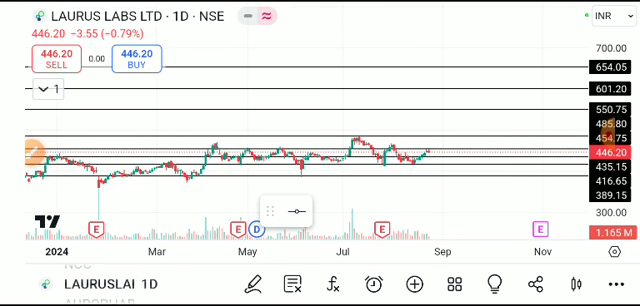 LAURUS LABS LTD · 1D · NSE
INR
446.20 −3.55 (−0.79%)
446.20
SELL
0.00
446.20
BUY
1
700.00
654.05
601.20
550.75
485.80
454.75
446.20
435.15
416.65
389.15
300.00
1.165 M
E
E
D
E
E
2024
Mar
May
Jul
Sep
Nov
LAURUSLAI 1D